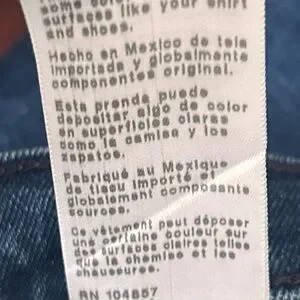 some color
surfaces like your shirt
and shoes.
Hecho en Mexico de tela
importada y globalmente
componentes original.
Esta prenda puede
depositar algo de color
en superficies claras
como la camisa y los
zapatos.
Fabriqué au Mexique
de tissu importé et
globalement composante
sources.
Ce vêtement peut déposer
une certaine couleur sur
des surfaces claires telles
que la chemise et les
chaussures.
RN 104857